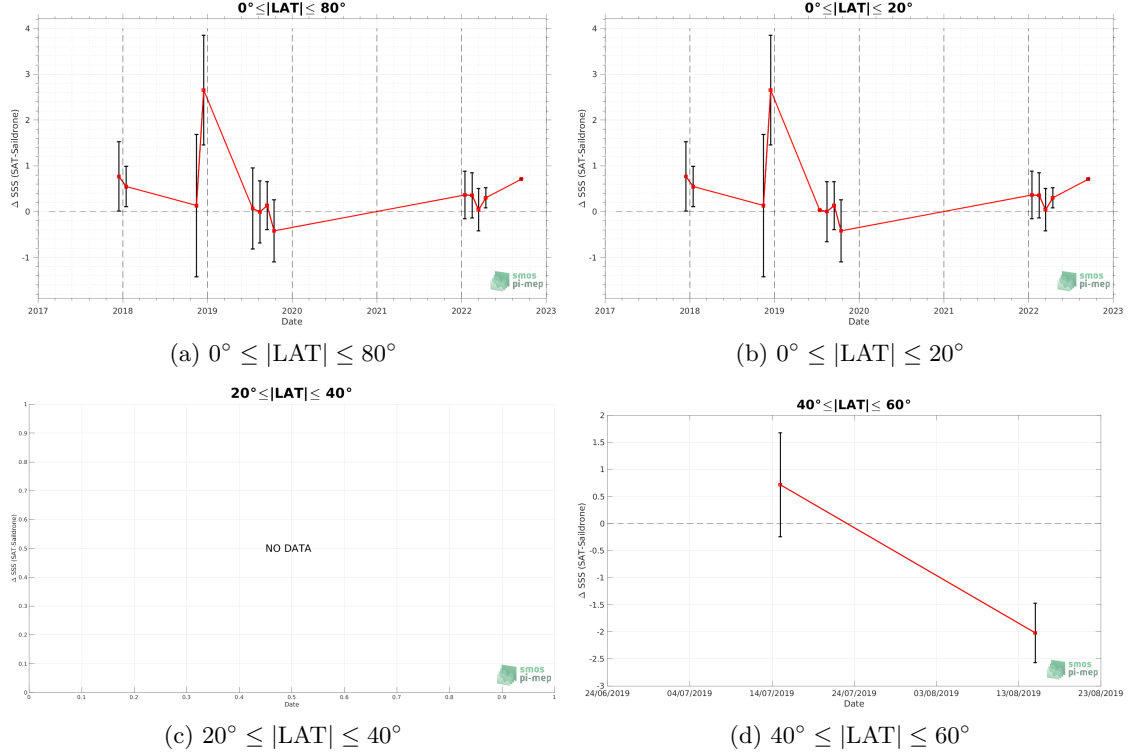 0°≤|LAT|≤ 80°
4
3
2
1
0
-1
2017 2018 2019 2020 2021 2022 2023
Δ SSS (SAT-Saildrone)
Date
smos
pi-mep
(a) 0° ≤ |LAT| ≤ 80°
0°≤|LAT|≤ 20°
4
3
2
1
0
-1
2017 2018 2019 2020 2021 2022 2023
Δ SSS (SAT-Saildrone)
Date
smos
pi-mep
(b) 0° ≤ |LAT| ≤ 20°
20°≤|LAT|≤ 40°
1
0.9
0.8
0.7
0.6
0.5
0.4
0.3
0.2
0.1
0
0 0.1 0.2 0.3 0.4 0.5 0.6 0.7 0.8 0.9 1
Δ SSS (SAT-Saildrone)
NO DATA
Date
smos
pi-mep
(c) 20° ≤ |LAT| ≤ 40°
40°≤|LAT|≤ 60°
2
1.5
1
0.5
0
-0.5
-1
-1.5
-2
-2.5
-3
24/06/2019 04/07/2019 14/07/2019 24/07/2019 03/08/2019 13/08/2019 23/08/2019
Δ SSS (SAT-Saildrone)
Date
smos
pi-mep
(d) 40° ≤ |LAT| ≤ 60°